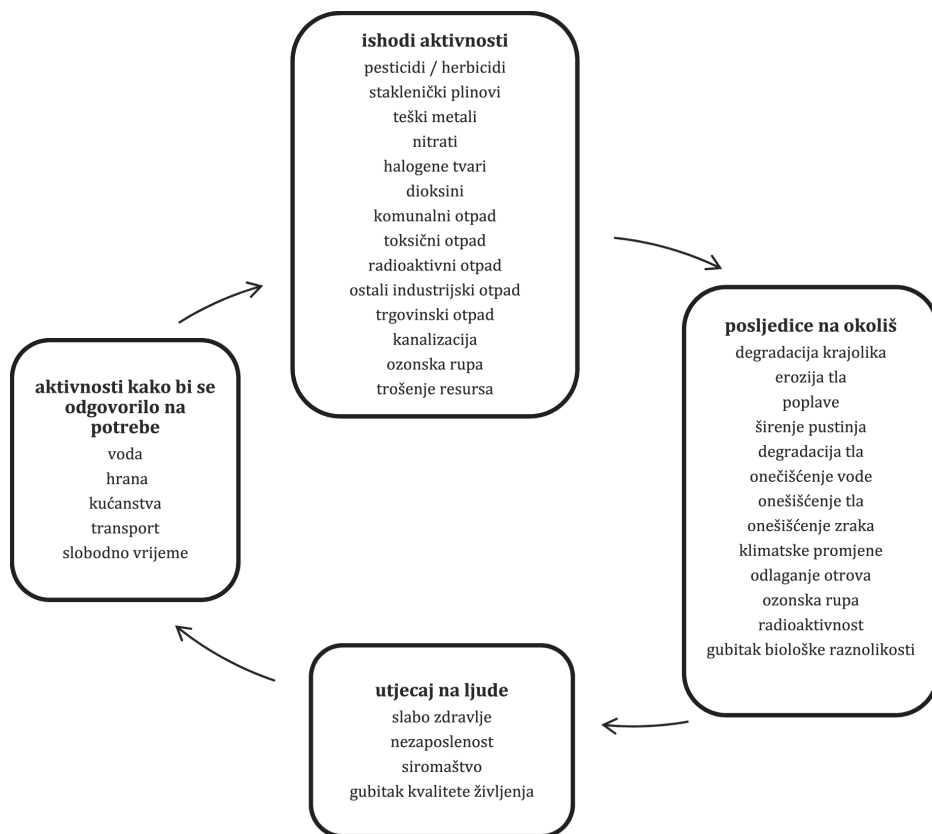 ishodi aktivnosti
pesticidi / herbicidi
staklenički plinovi
teški metali
nitrati
halogene tvari
dioksini
komunalni otpad
toksični otpad
radioaktivni otpad
ostali industrijski otpad
trgovinski otpad
kanalizacija
ozonska rupa
trošenje resursa
posljedice na okoliš
degradacija krajolika
erozija tla
poplave
širenje pustinja
degradacija tla
onečišćenje vode
onešišćenje tla
onešišćenje zraka
klimatske promjene
odlaganje otrova
ozonska rupa
radioaktivnost
gubitak biološke raznolikosti
utjecaj na ljude
slabo zdravlje
nezaposlenost
siromaštvo
gubitak kvalitete življenja
aktivnosti kako bi se
odgovorilo na
potrebe
voda
hrana
kućanstva
transport
slobodno vrijeme